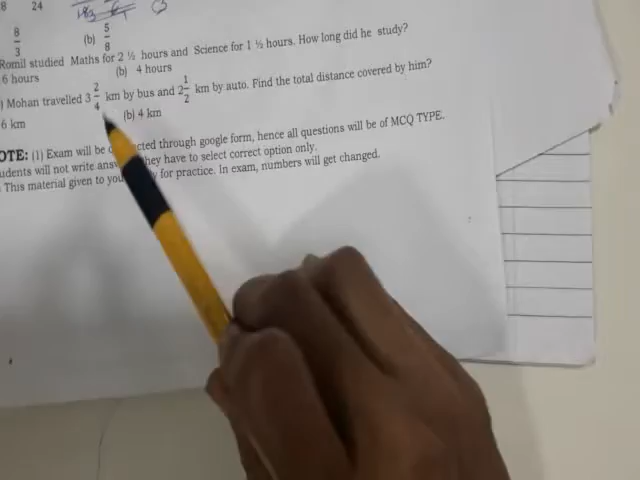 8 24
8/3 (b) 5/8
Romil studied Maths for 2 ½ hours and Science for 1 ½ hours. How long did he study?
6 hours (b) 4 hours
) Mohan travelled 3 2/4 km by bus and 2 1/2 km by auto. Find the total distance covered by him?
6 km (b) 4 km
OTE: (1) Exam will be cted through google form, hence all questions will be of MCQ TYPE.
udents will not write ans they have to select correct option only.
This material given to you y for practice. In exam, numbers will get changed.